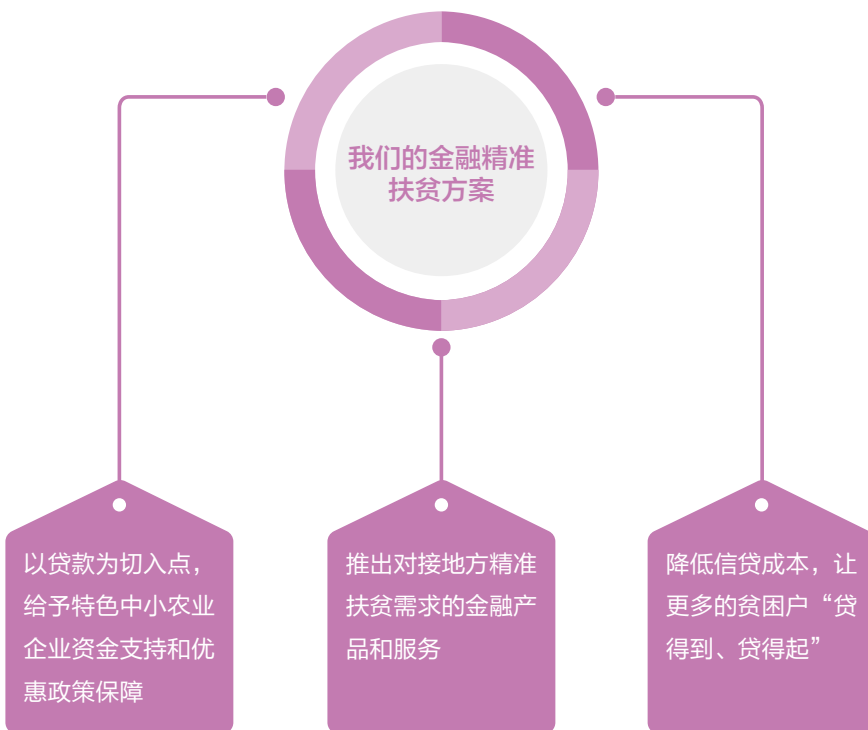 我们的金融精准
扶贫方案
以贷款为切入点，
给予特色中小农业
企业资金支持和优
惠政策保障
推出对接地方精准
扶贫需求的金融产
品和服务
降低信贷成本，让
更多的贫困户“贷
得到、贷得起”